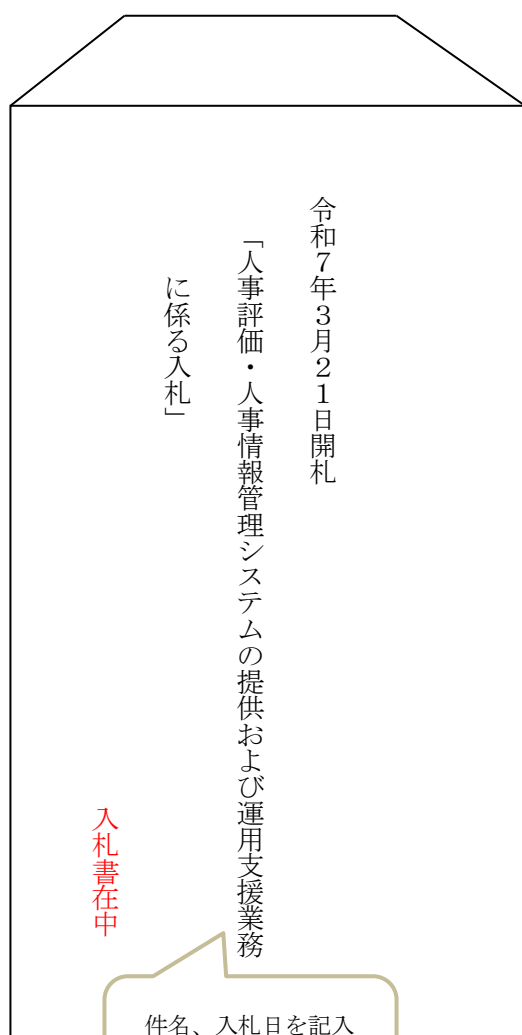 令和７年３月２１日開札
「人事評価・人事情報管理システムの提供および運用支援業務
に係る入札」
入札書在中
件名、入札日を記入